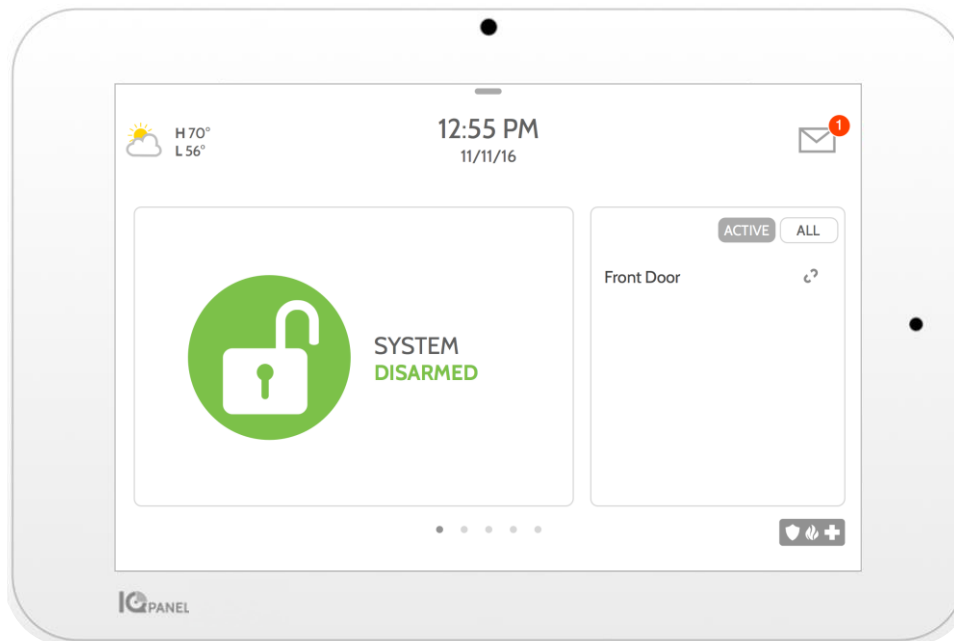 H 70°
L 56°
12:55 PM
11/11/16
1
ACTIVE
ALL
Front Door
SYSTEM
DISARMED
IQ PANEL